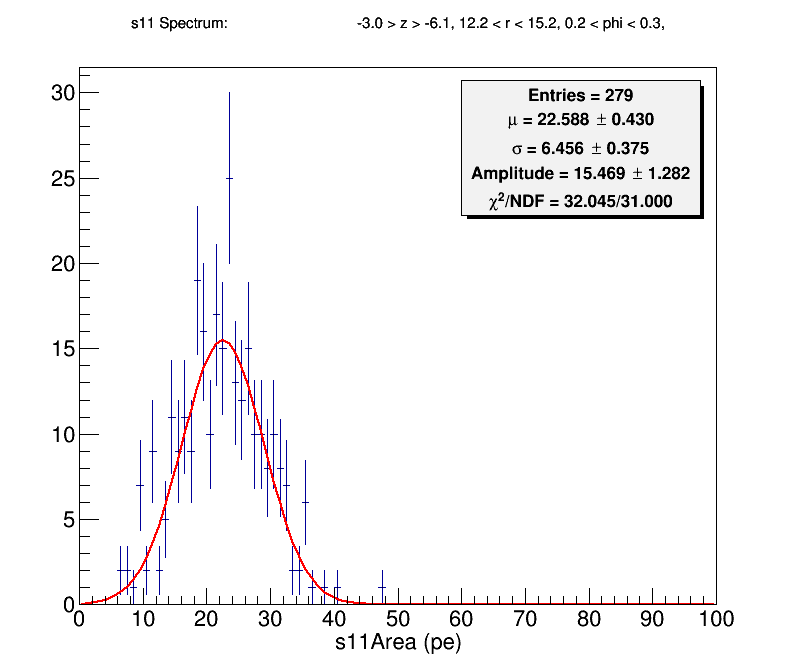 s11 Spectrum: -3.0 > z > -6.1, 12.2 < r < 15.2, 0.2 < phi < 0.3,
Entries = 279
μ = 22.588 ± 0.430
σ = 6.456 ± 0.375
Amplitude = 15.469 ± 1.282
χ²/NDF = 32.045/31.000
30
25
20
15
10
5
0
0 10 20 30 40 50 60 70 80 90 100
s11Area (pe)